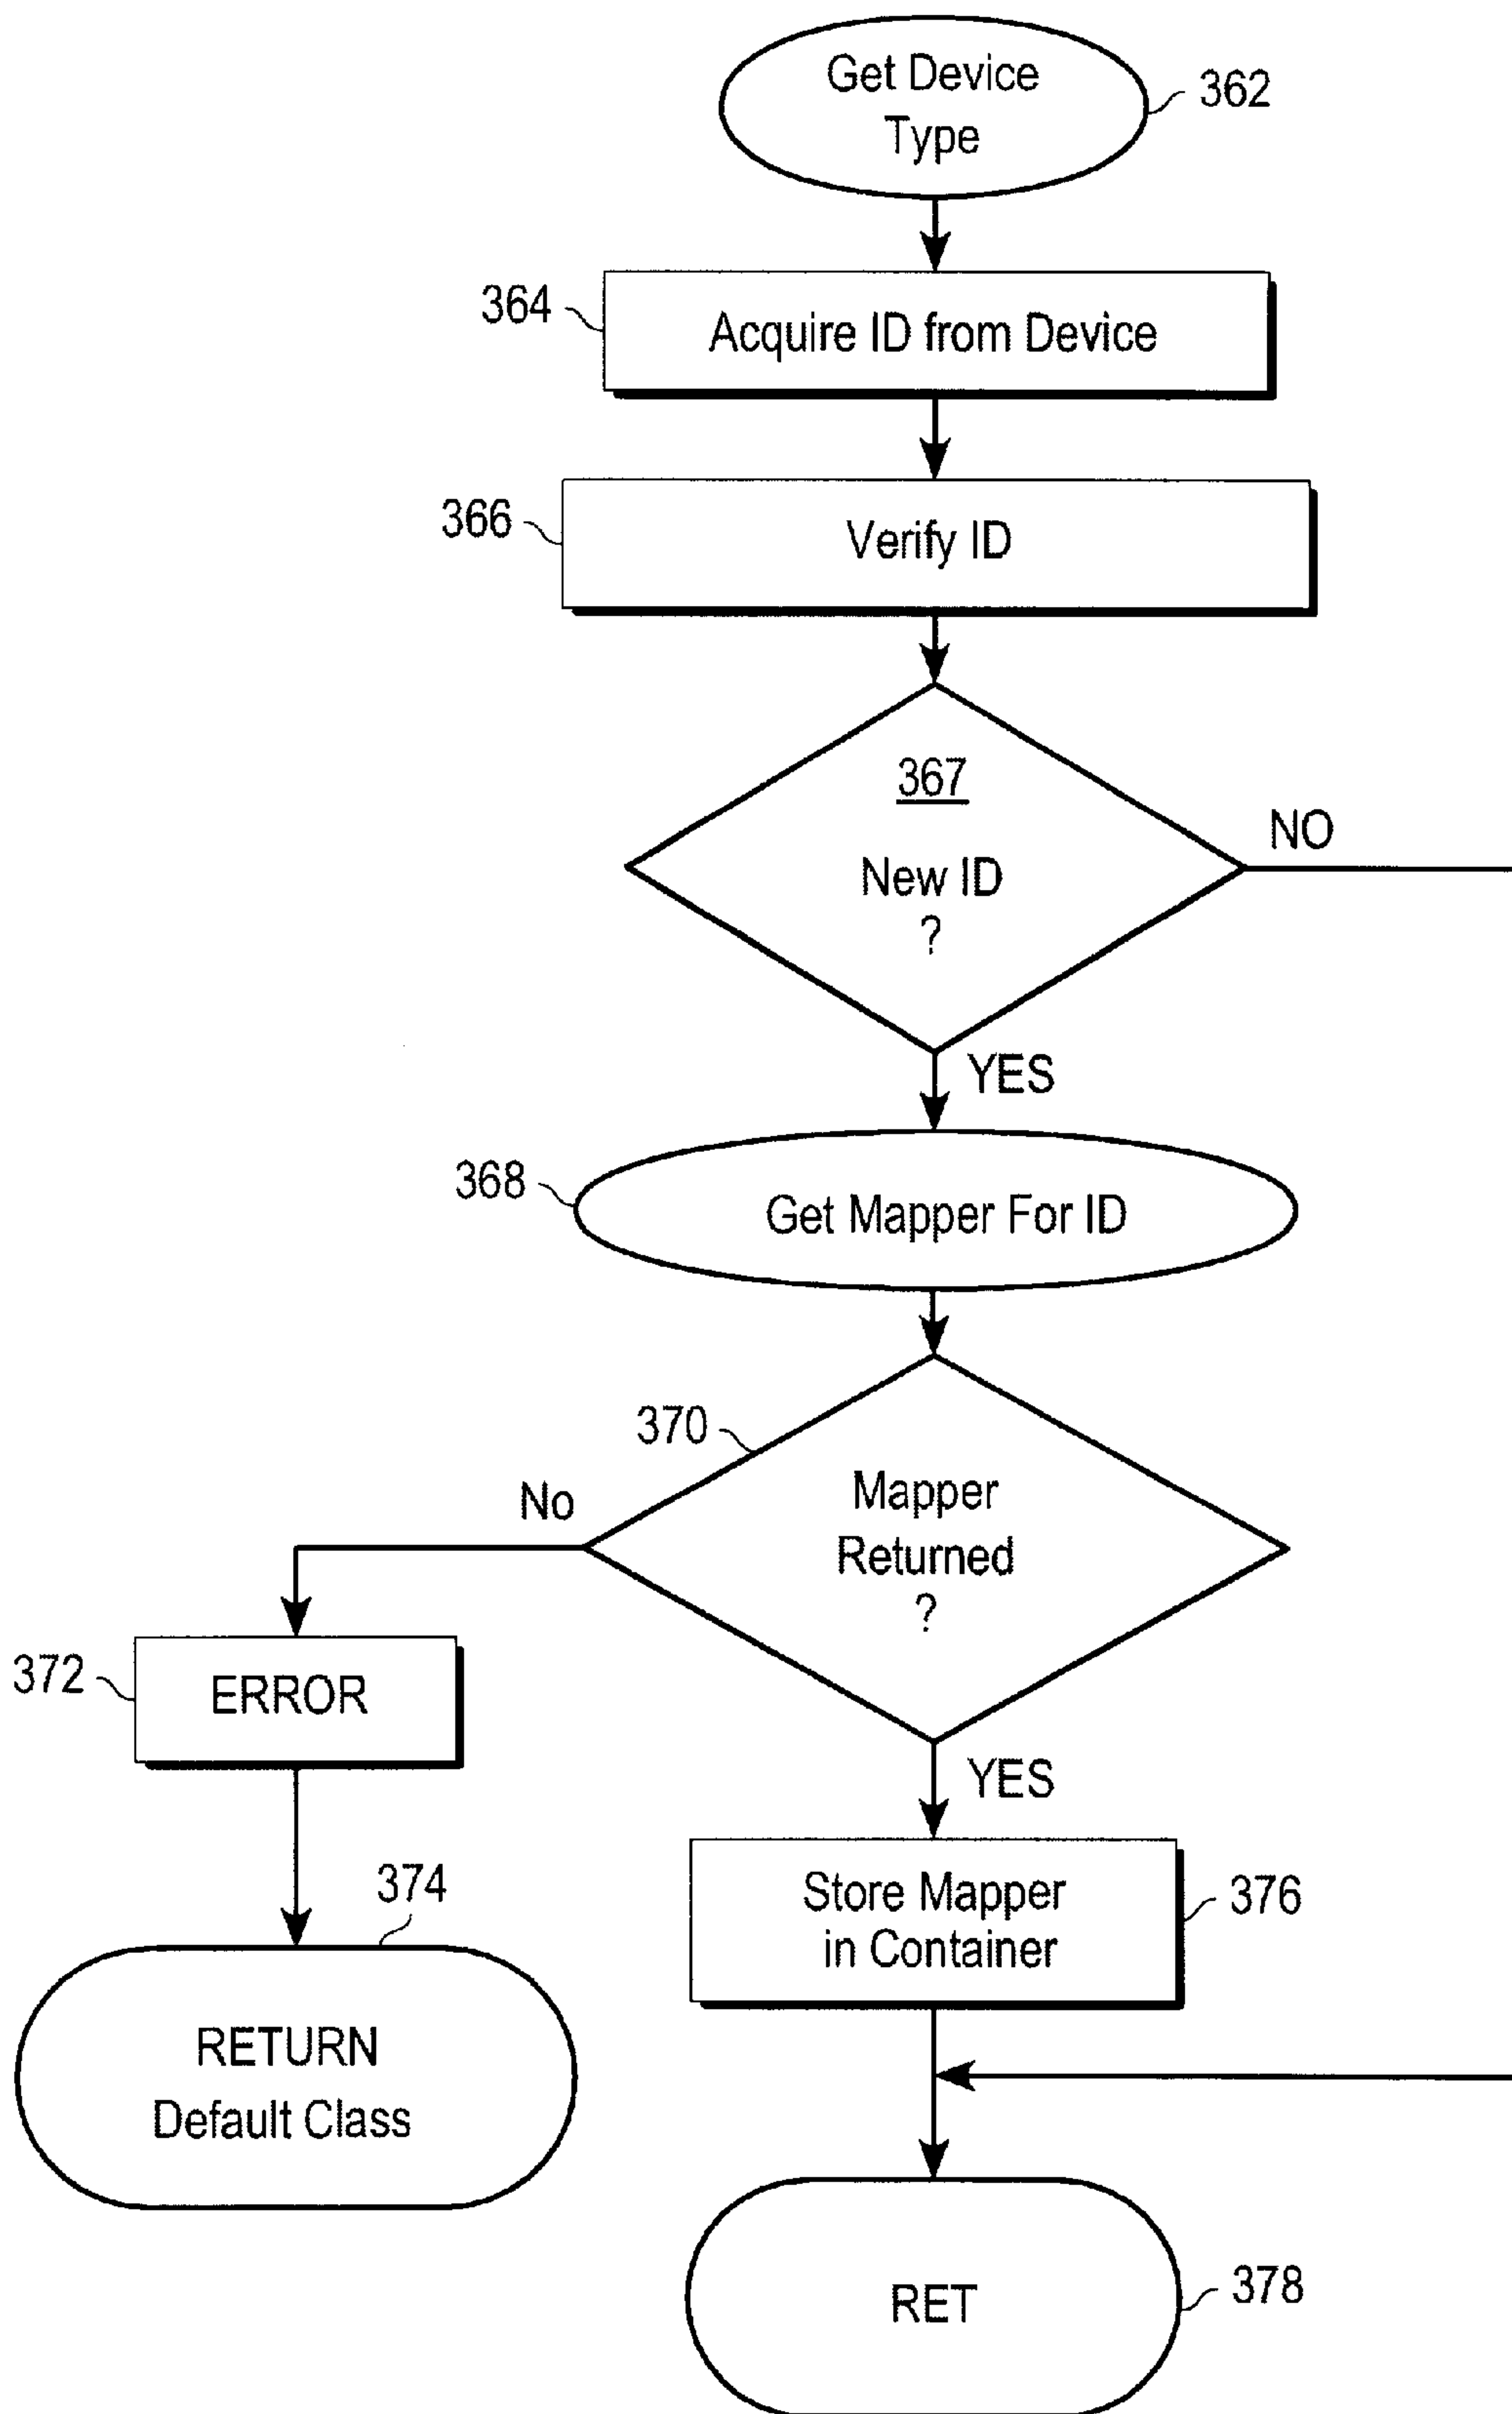 Get Device
Type
362
364
Acquire ID from Device
366
Verify ID
367
New ID
?
NO
YES
368
Get Mapper For ID
370
Mapper
Returned
?
No
372
ERROR
YES
374
Store Mapper
in Container
376
RETURN
Default Class
RET
378